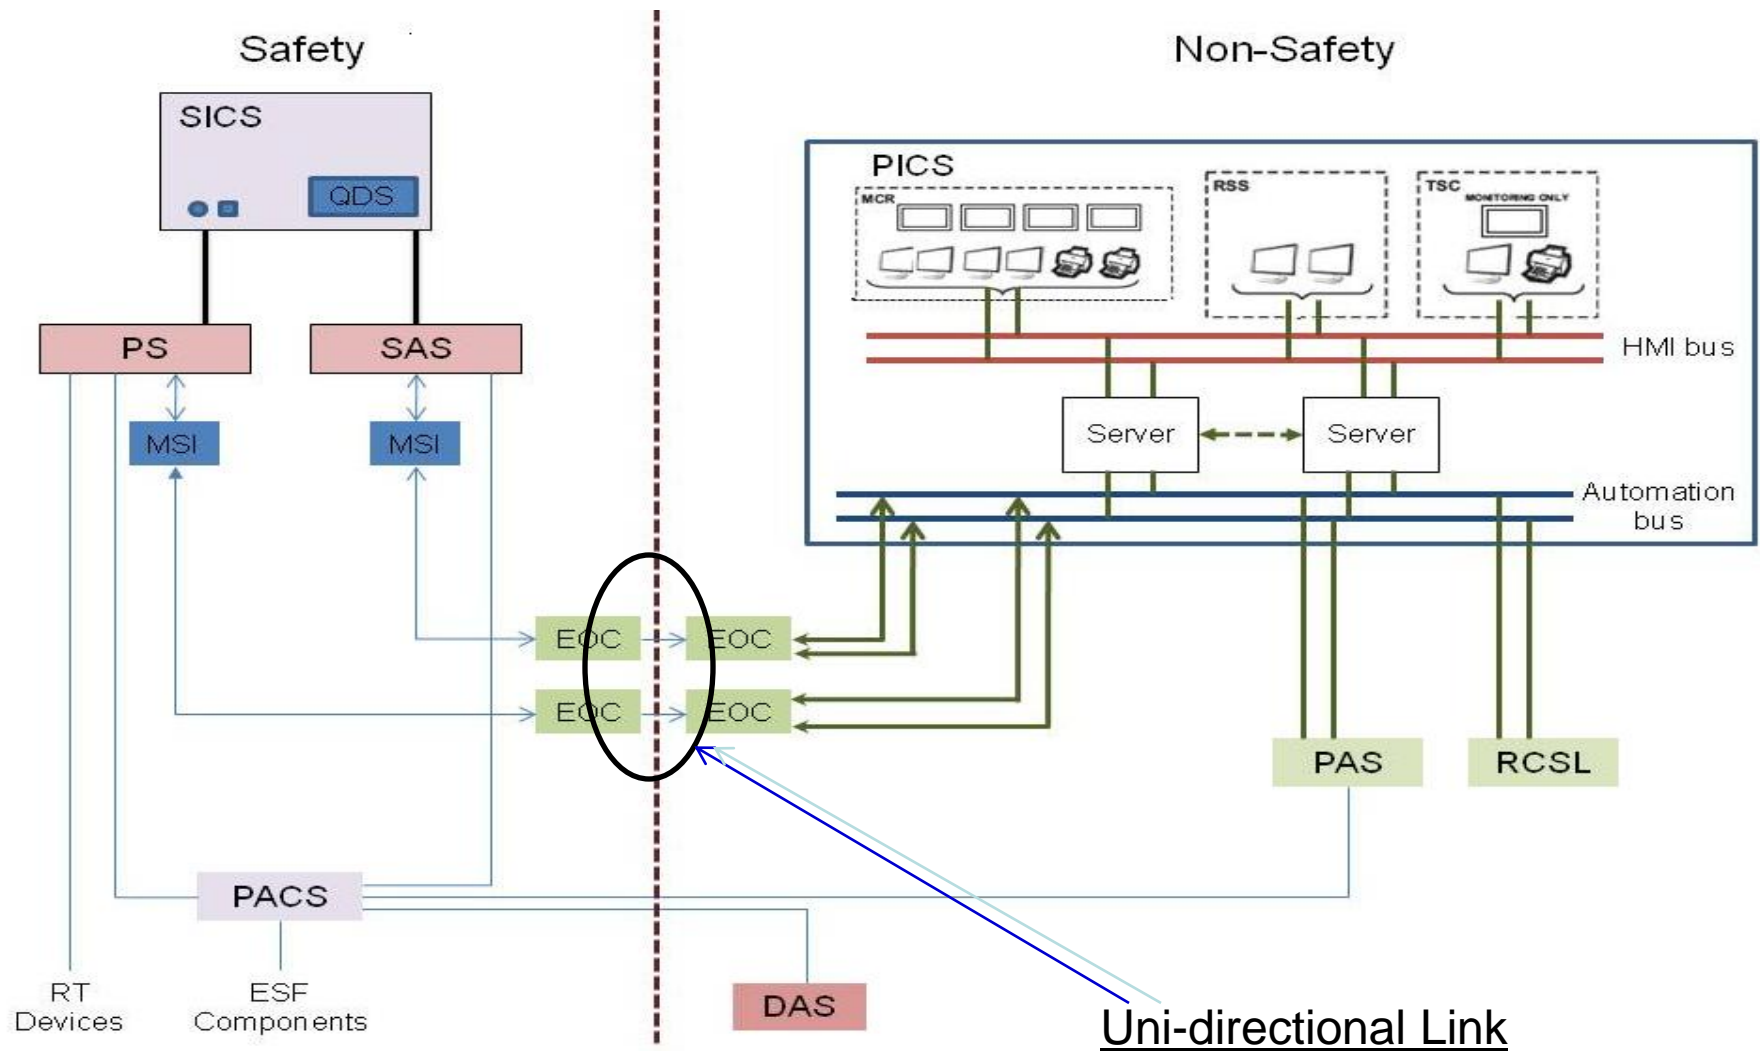 Safety
Non-Safety
SICS
QDS
PICS
MCR
RSS
TSC
MONITORING ONLY
PS
SAS
HMI bus
MSI
MSI
Server
Server
Automation
bus
EOC
EOC
EOC
EOC
PAS
RCSL
PACS
RT
Devices
ESF
Components
DAS
Uni-directional Link